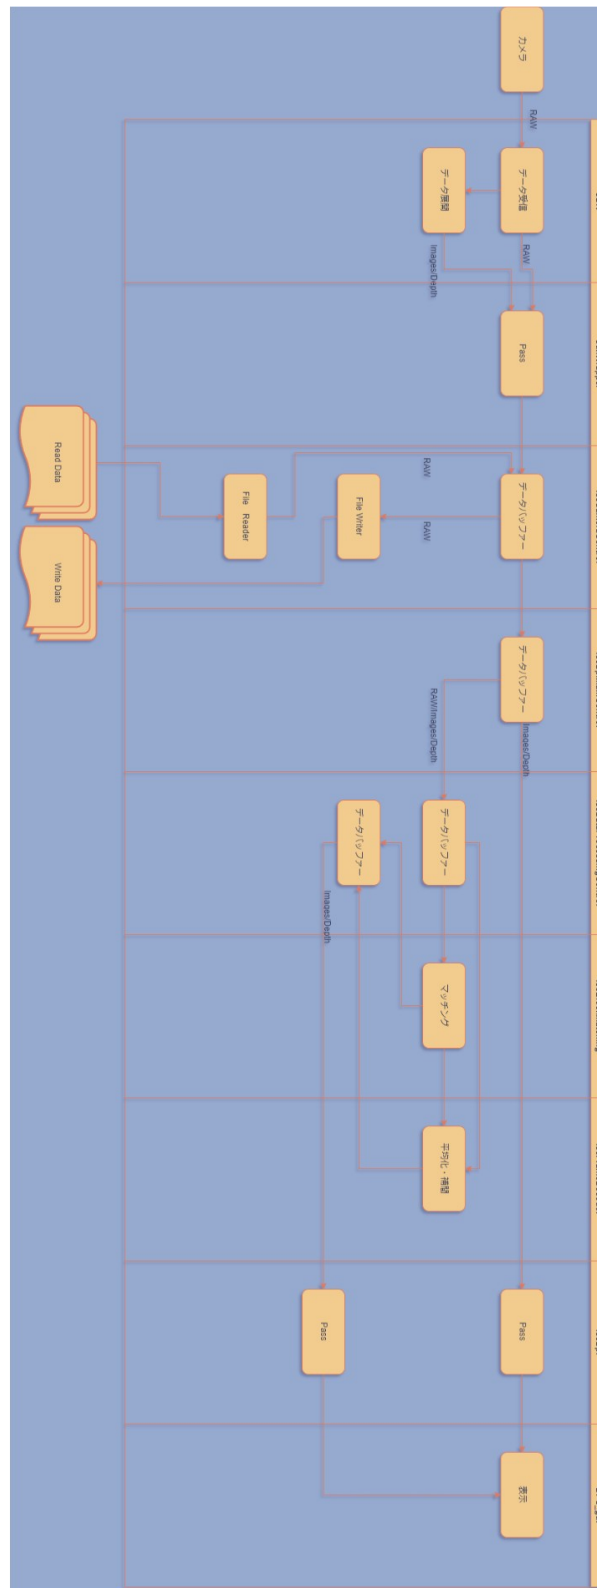 カメラ
RAW
データ受信
データ展開
RAW
Images/Depth
Pass
データバッファー
RAW
RAW
File Writer
File Reader
Read Data
Write Data
データバッファー
Images/Depth
RAW/Images/Depth
データバッファー
データバッファー
Images/Depth
マッチング
平均化・補間
Pass
Pass
表示